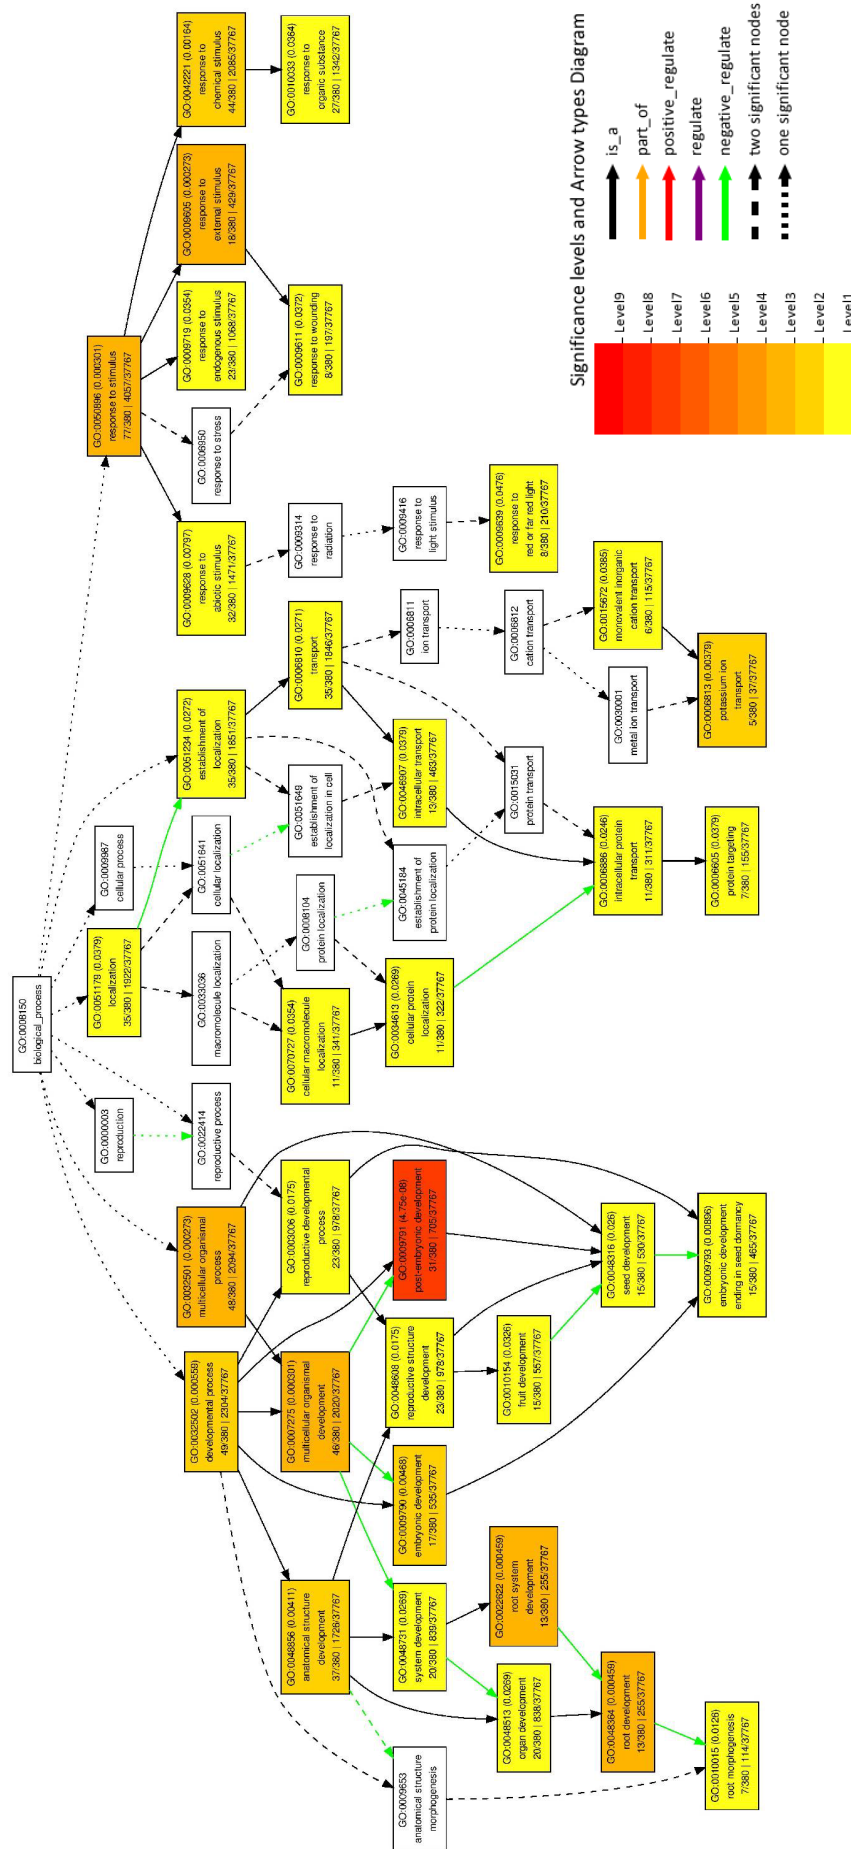 GO:0008150
biological_process
GO:0032502 (0.000559)
developmental process
49/380 | 2304/37767
GO:0032501 (0.000273)
multicellular organismal
process
48/380 | 2094/37767
GO:0000003
reproduction
GO:0022414
reproductive process
GO:0051179 (0.0379)
localization
35/380 | 1922/37767
GO:0009987
cellular process
GO:0051234 (0.0272)
establishment of
localization
35/380 | 1851/37767
GO:0050896 (0.000301)
response to stimulus
77/380 | 4057/37767
GO:0033036
macromolecule localization
GO:0051641
cellular localization
GO:0009628 (0.00797)
response to
abiotic stimulus
32/380 | 1471/37767
GO:0006950
response to stress
GO:0009719 (0.0354)
response to
endogenous stimulus
23/380 | 1068/37767
GO:0009605 (0.000273)
response to
external stimulus
18/380 | 429/37767
GO:0042221 (0.00164)
response to
chemical stimulus
44/380 | 2085/37767
GO:0048856 (0.00411)
anatomical structure
development
37/380 | 1726/37767
GO:0007275 (0.000301)
multicellular organismal
development
46/380 | 2020/37767
GO:0003006 (0.0175)
reproductive developmental
process
23/380 | 978/37767
GO:0070727 (0.0354)
cellular macromolecule
localization
11/380 | 341/37767
GO:0008104
protein localization
GO:0051649
establishment of
localization in cell
GO:0006810 (0.0271)
transport
35/380 | 1846/37767
GO:0009314
response to
radiation
GO:0009611 (0.0372)
response to wounding
8/380 | 197/37767
GO:0010033 (0.0364)
response to
organic substance
27/380 | 1342/37767
GO:0009653
anatomical structure
morphogenesis
GO:0048731 (0.0269)
system development
20/380 | 839/37767
GO:0009790 (0.00468)
embryonic development
17/380 | 535/37767
GO:0048608 (0.0175)
reproductive structure
development
23/380 | 978/37767
GO:0009791 (4.75e-08)
post-embryonic development
31/380 | 705/37767
GO:0034613 (0.0269)
cellular protein
localization
11/380 | 322/37767
GO:0045184
establishment of
protein localization
GO:0046907 (0.0379)
intracellular transport
13/380 | 463/37767
GO:0006811
ion transport
GO:0009416
response to
light stimulus
GO:0048513 (0.0269)
organ development
20/380 | 838/37767
GO:0022622 (0.000459)
root system
development
13/380 | 255/37767
GO:0010154 (0.0326)
fruit development
15/380 | 557/37767
GO:0015031
protein transport
GO:0006812
cation transport
GO:0009639 (0.0476)
response to
red or far red light
8/380 | 210/37767
GO:0048364 (0.000459)
root development
13/380 | 255/37767
GO:0048316 (0.026)
seed development
15/380 | 530/37767
GO:0006886 (0.0246)
intracellular protein
transport
11/380 | 311/37767
GO:0030001
metal ion transport
GO:0015672 (0.0385)
monovalent inorganic
cation transport
6/380 | 115/37767
GO:0010015 (0.0126)
root morphogenesis
7/380 | 114/37767
GO:0009793 (0.00896)
embryonic development
ending in seed dormancy
15/380 | 465/37767
GO:0006605 (0.0379)
protein targeting
7/380 | 155/37767
GO:0006813 (0.00379)
potassium ion
transport
5/380 | 37/37767
Significance levels and Arrow types Diagram
Level9
Level8
Level7
Level6
Level5
Level4
Level3
Level2
Level1
is_a
part_of
positive_regulate
regulate
negative_regulate
two significant nodes
one significant node